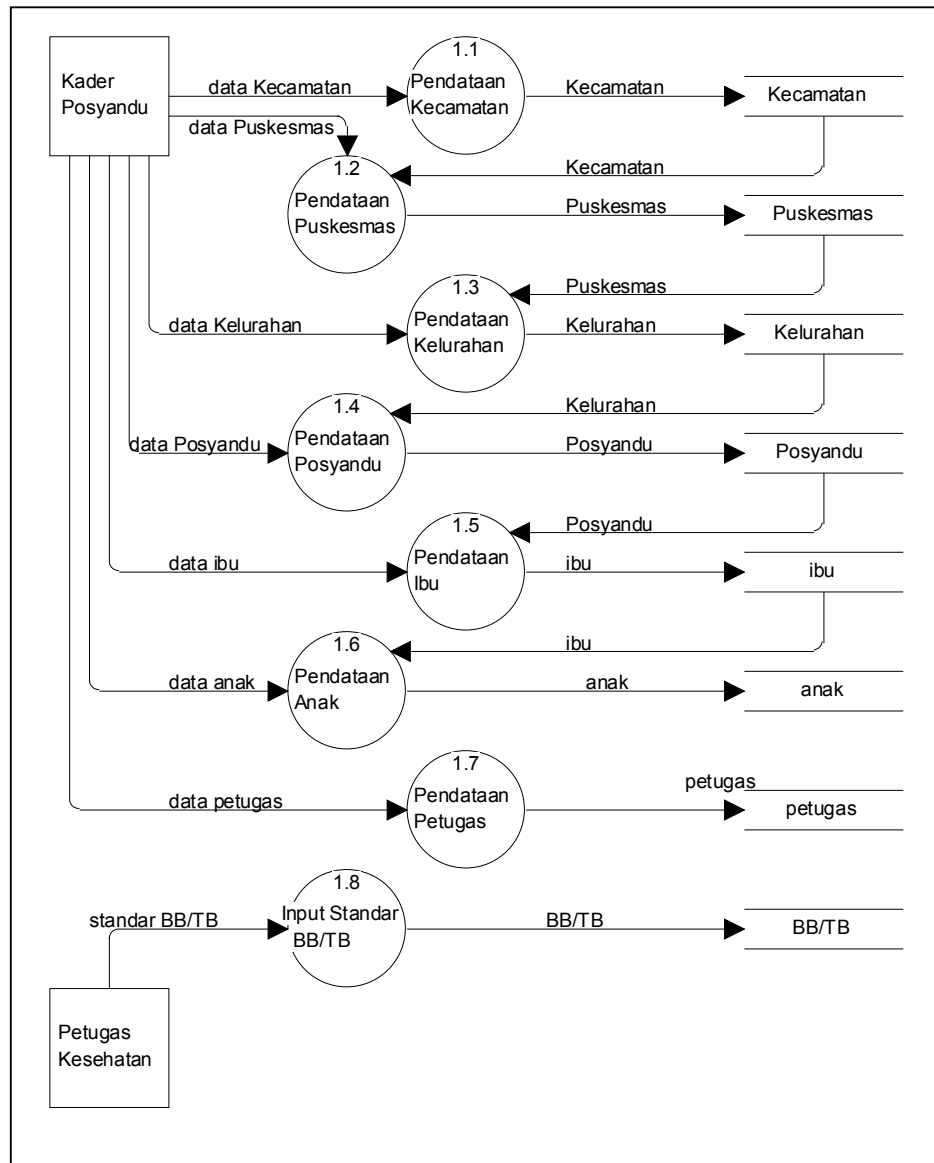 Kader
Posyandu
data Kecamatan
1.1
Pendataan
Kecamatan
Kecamatan
Kecamatan
data Puskesmas
1.2
Pendataan
Puskesmas
Kecamatan
Puskesmas
Puskesmas
data Kelurahan
1.3
Pendataan
Kelurahan
Puskesmas
Kelurahan
Kelurahan
data Posyandu
1.4
Pendataan
Posyandu
Kelurahan
Posyandu
Posyandu
data ibu
1.5
Pendataan
Ibu
Posyandu
ibu
ibu
data anak
1.6
Pendataan
Anak
ibu
anak
anak
data petugas
1.7
Pendataan
Petugas
petugas
petugas
standar BB/TB
1.8
Input Standar
BB/TB
BB/TB
BB/TB
Petugas
Kesehatan